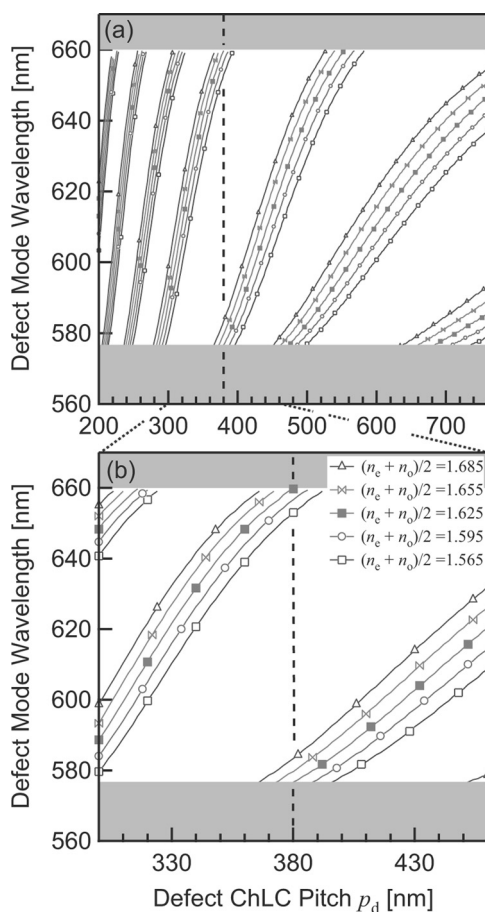 (a)
Defect Mode Wavelength [nm]
660
640
620
600
580
560
200 300 400 500 600 700
(b)
Defect Mode Wavelength [nm]
660
640
620
600
580
560
(nₑ + nₒ)/2 =1.685
(nₑ + nₒ)/2 =1.655
(nₑ + nₒ)/2 =1.625
(nₑ + nₒ)/2 =1.595
(nₑ + nₒ)/2 =1.565
330 380 430
Defect ChLC Pitch p_d [nm]